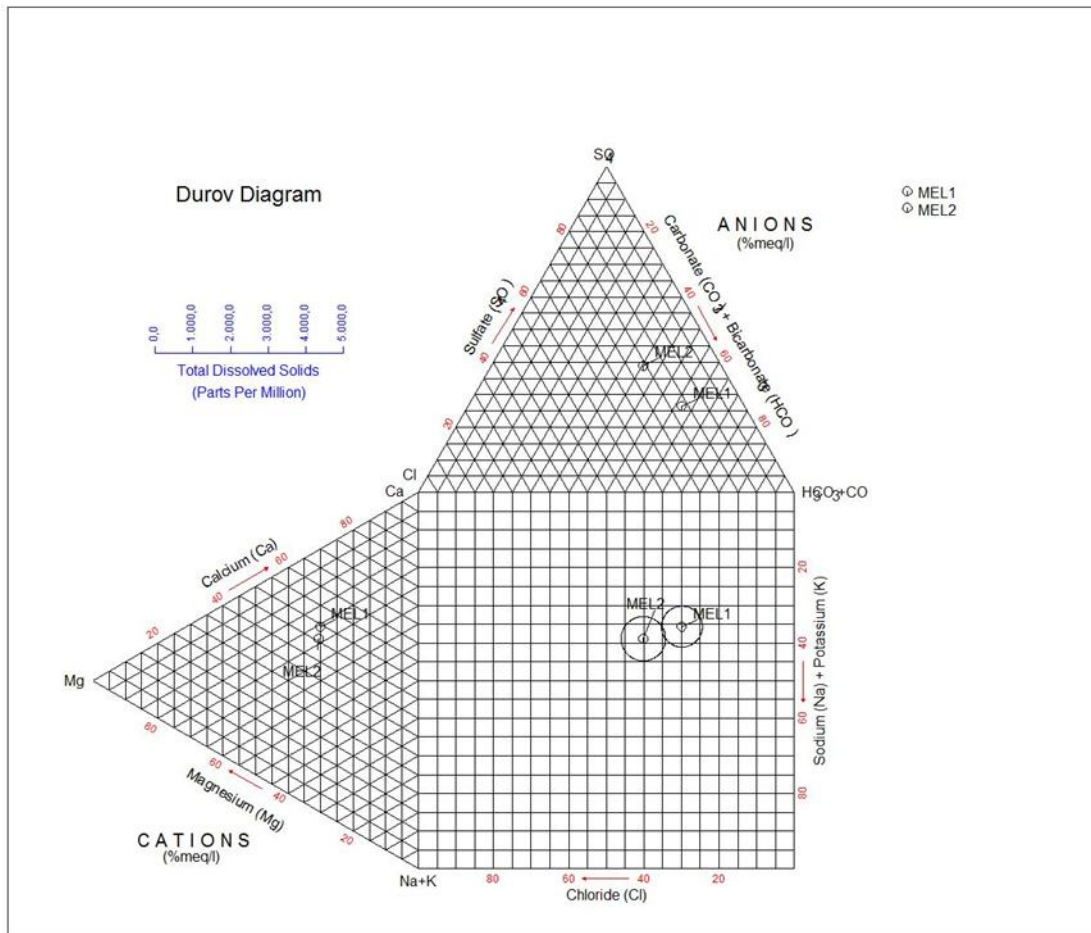 SO4
Durov Diagram
ANIONS
(%meq/l)
MEL1
MEL2
80
60
40
20
Sulfate (SO4)
20
40
60
80
Carbonate (CO3) + Bicarbonate (HCO3)
MEL2
MEL1
0,0
1.000,0
2.000,0
3.000,0
4.000,0
5.000,0
Total Dissolved Solids
(Parts Per Million)
Cl
Ca
HCO3+CO3
80
60
40
20
Calcium (Ca)
MEL1
MEL2
Mg
80
60
40
20
Magnesium (Mg)
CATIONS
(%meq/l)
MEL2
MEL1
20
40
60
80
Sodium (Na) + Potassium (K)
Na+K
80
60
40
20
Chloride (Cl)